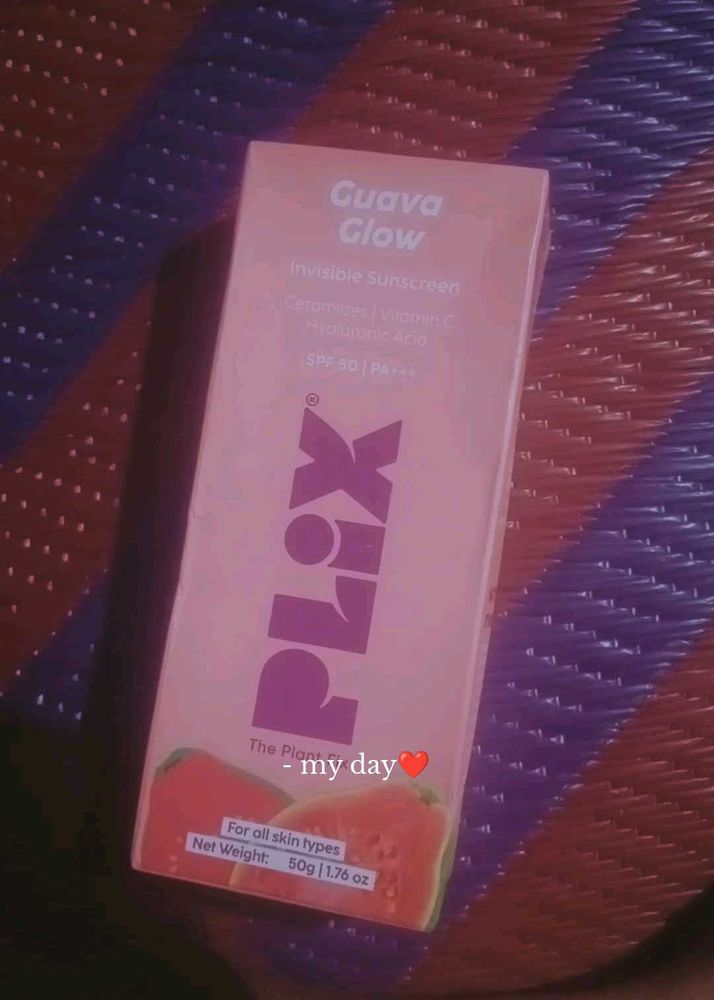 Guava
Glow
Invisible Sunscreen
Ceramides | Vitamin C
Hyaluronic Acid
SPF 50 | PA+++
PLIX®
The Plant Fix
- my day❤️
For all skin types
Net Weight: 50g | 1.76 oz